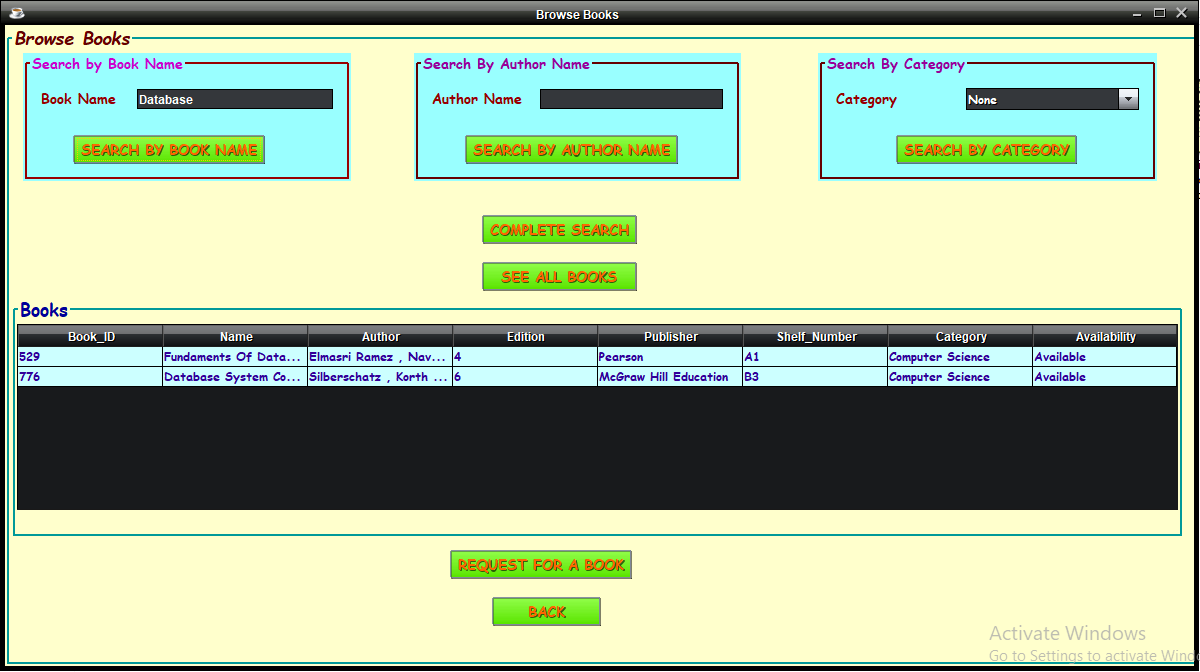 Browse Books
Browse Books
Search by Book Name
Book Name Database
SEARCH BY BOOK NAME
Search By Author Name
Author Name
SEARCH BY AUTHOR NAME
Search By Category
Category None
SEARCH BY CATEGORY
COMPLETE SEARCH
SEE ALL BOOKS
Books
Book_ID Name Author Edition Publisher Shelf_Number Category Availability
529 Fundaments Of Data... Elmasri Ramez , Nav... 4 Pearson A1 Computer Science Available
776 Database System Co... Silberschatz , Korth ... 6 McGraw Hill Education B3 Computer Science Available
REQUEST FOR A BOOK
BACK
Activate Windows
Go to Settings to activate Wind